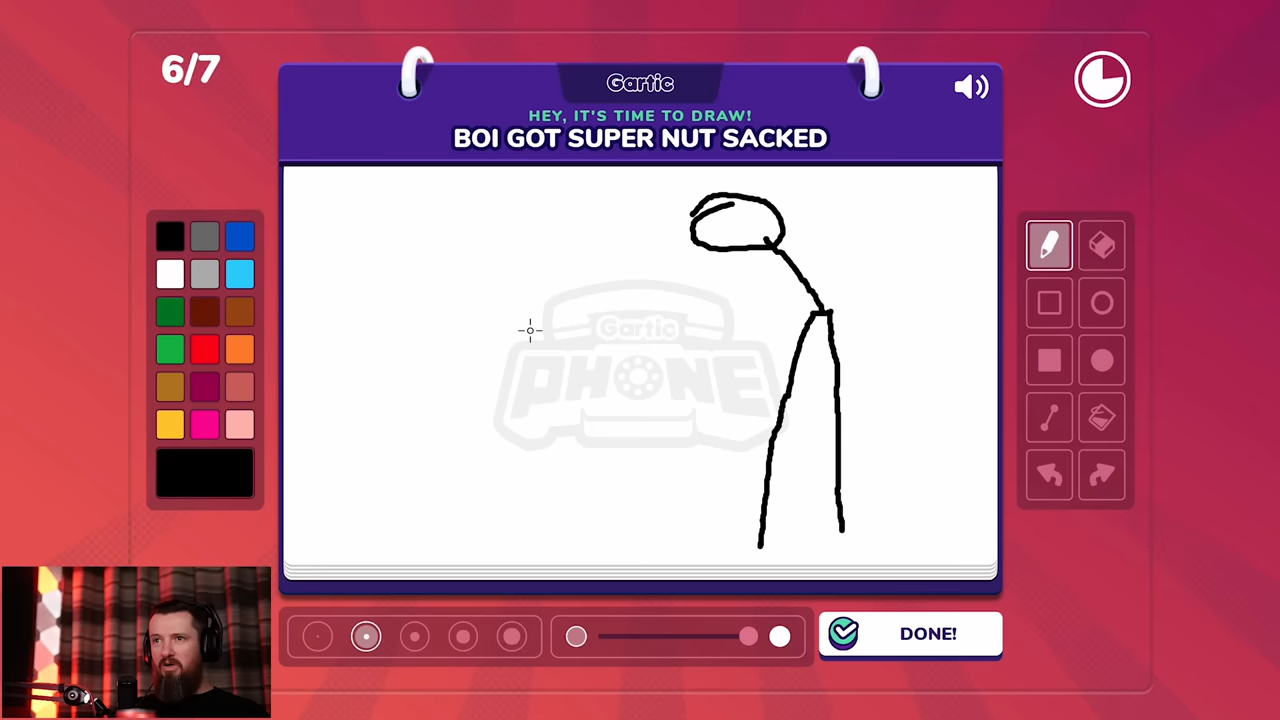 6/7
Gartic
HEY, IT'S TIME TO DRAW!
BOI GOT SUPER NUT SACKED
Gartic
PHONE
DONE!